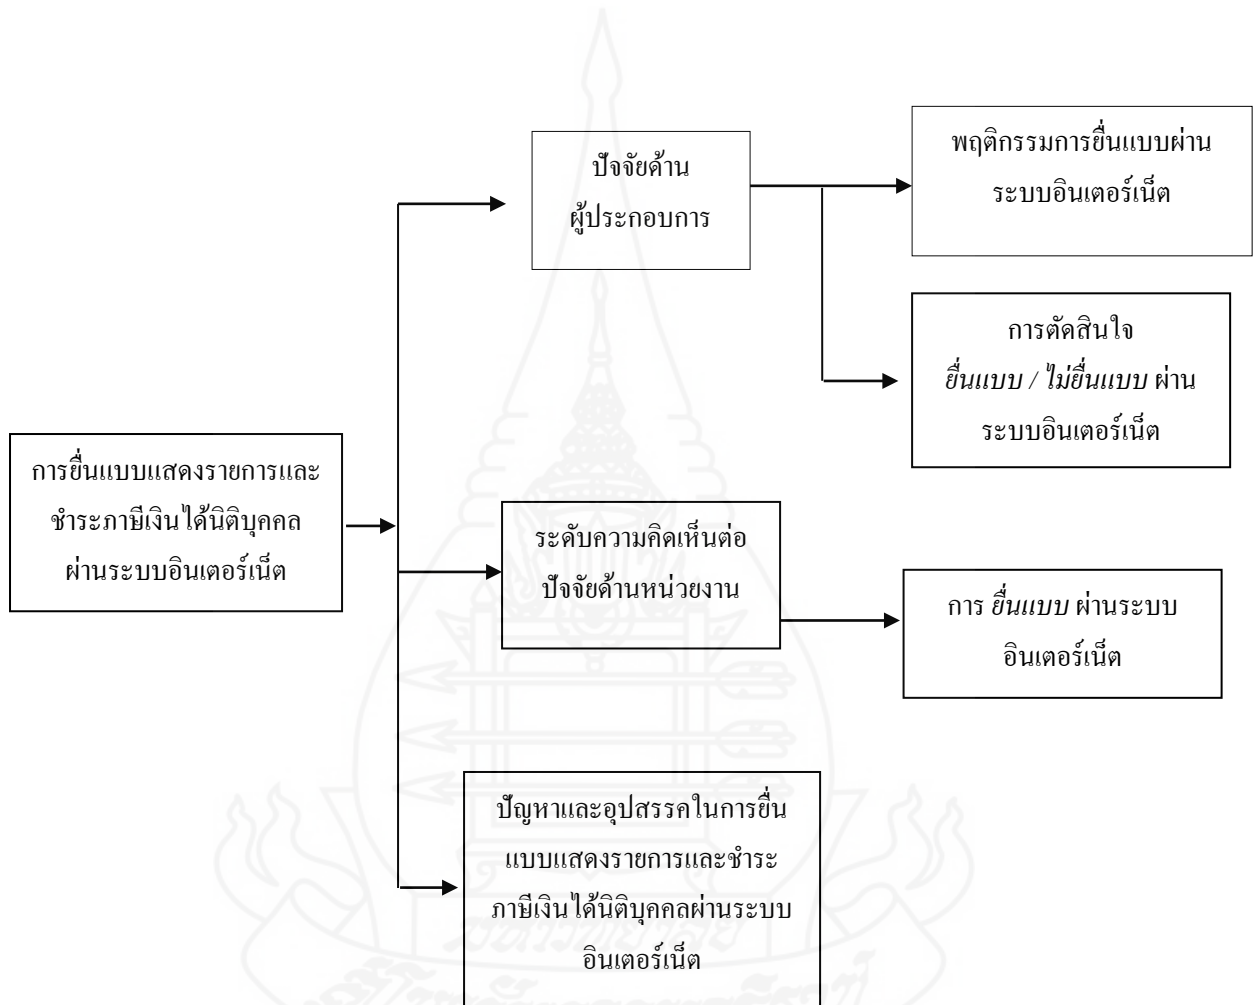 ปัจจัยด้าน
ผู้ประกอบการ
พฤติกรรมการยื่นแบบผ่าน
ระบบอินเตอร์เน็ต
การตัดสินใจ
ยื่นแบบ / ไม่ยื่นแบบ ผ่าน
ระบบอินเตอร์เน็ต
การยื่นแบบแสดงรายการและ
ชำระภาษีเงินได้นิติบุคคล
ผ่านระบบอินเตอร์เน็ต
ระดับความคิดเห็นต่อ
ปัจจัยด้านหน่วยงาน
การ ยื่นแบบ ผ่านระบบ
อินเตอร์เน็ต
ปัญหาและอุปสรรคในการยื่น
แบบแสดงรายการและชำระ
ภาษีเงินได้นิติบุคคลผ่านระบบ
อินเตอร์เน็ต